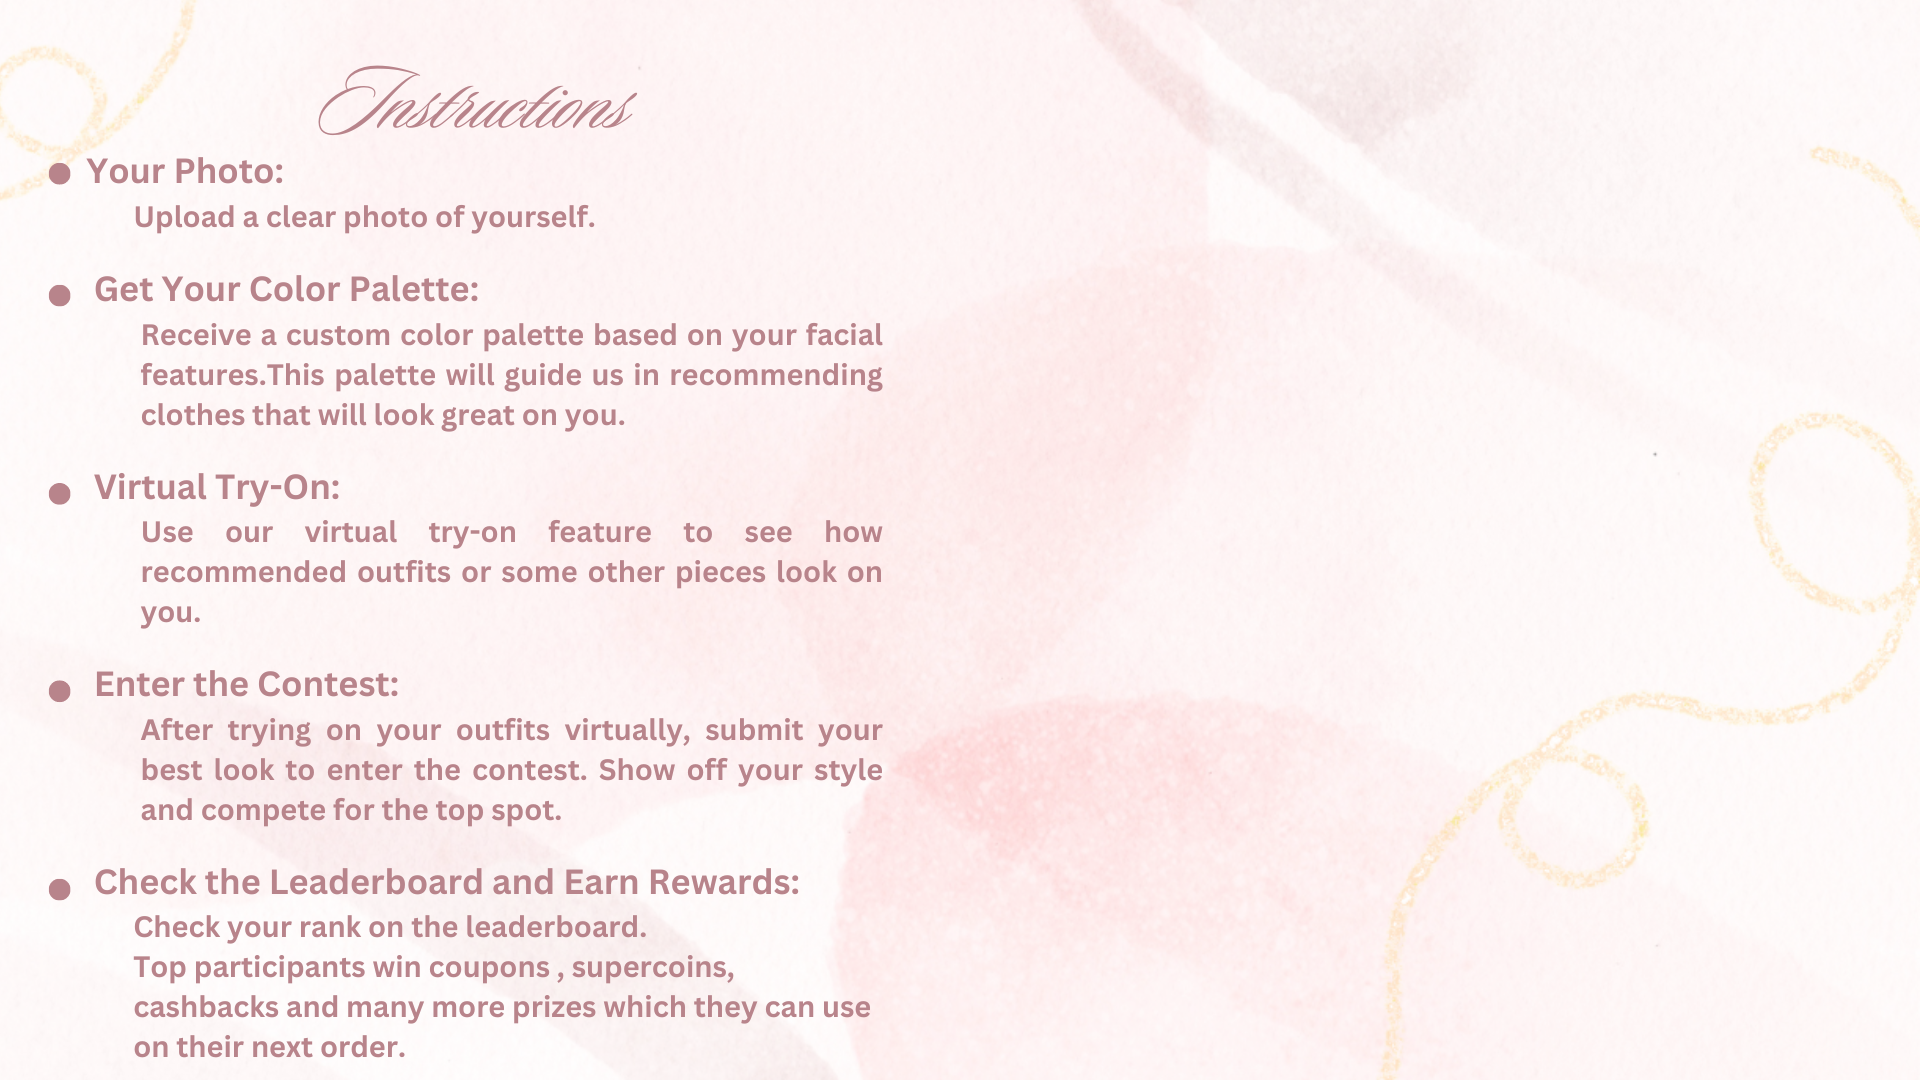 Instructions
● Your Photo:
Upload a clear photo of yourself.
● Get Your Color Palette:
Receive a custom color palette based on your facial
features.This palette will guide us in recommending
clothes that will look great on you.
● Virtual Try-On:
Use our virtual try-on feature to see how
recommended outfits or some other pieces look on
you.
● Enter the Contest:
After trying on your outfits virtually, submit your
best look to enter the contest. Show off your style
and compete for the top spot.
● Check the Leaderboard and Earn Rewards:
Check your rank on the leaderboard.
Top participants win coupons , supercoins,
cashbacks and many more prizes which they can use
on their next order.